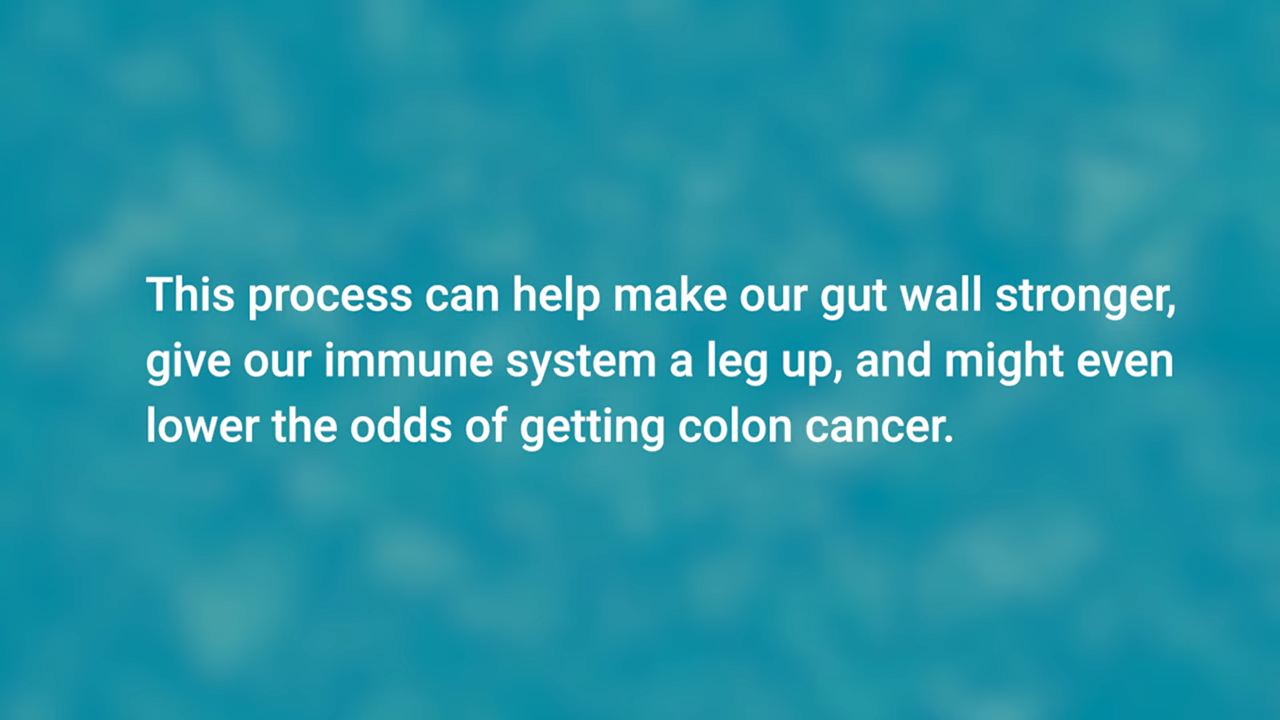 This process can help make our gut wall stronger,
give our immune system a leg up, and might even
lower the odds of getting colon cancer.